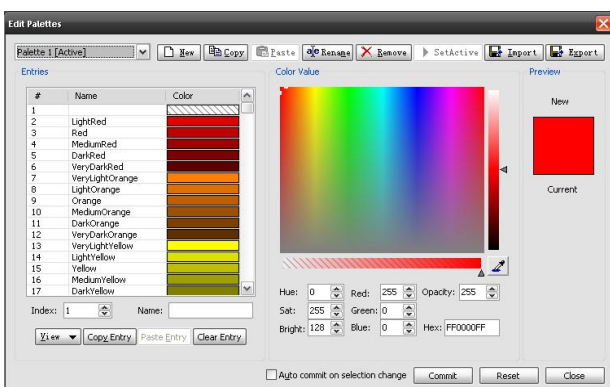 Edit Palettes
Palette 1 [Active] New Copy Paste Rename Remove SetActive Import Export
Entries Color Value Preview
# Name Color
1
2 LightRed
3 Red
4 MediumRed
5 DarkRed
6 VeryDarkRed
7 VeryLightOrange
8 LightOrange
9 Orange
10 MediumOrange
11 DarkOrange
12 VeryDarkOrange
13 VeryLightYellow
14 LightYellow
15 Yellow
16 MediumYellow
17 DarkYellow
New
Current
Hue: 0 Red: 255 Opacity: 255
Sat: 255 Green: 0
Bright: 128 Blue: 0 Hex: FF0000FF
Index: 1 Name:
View Copy Entry Paste Entry Clear Entry
Auto commit on selection change Commit Reset Close